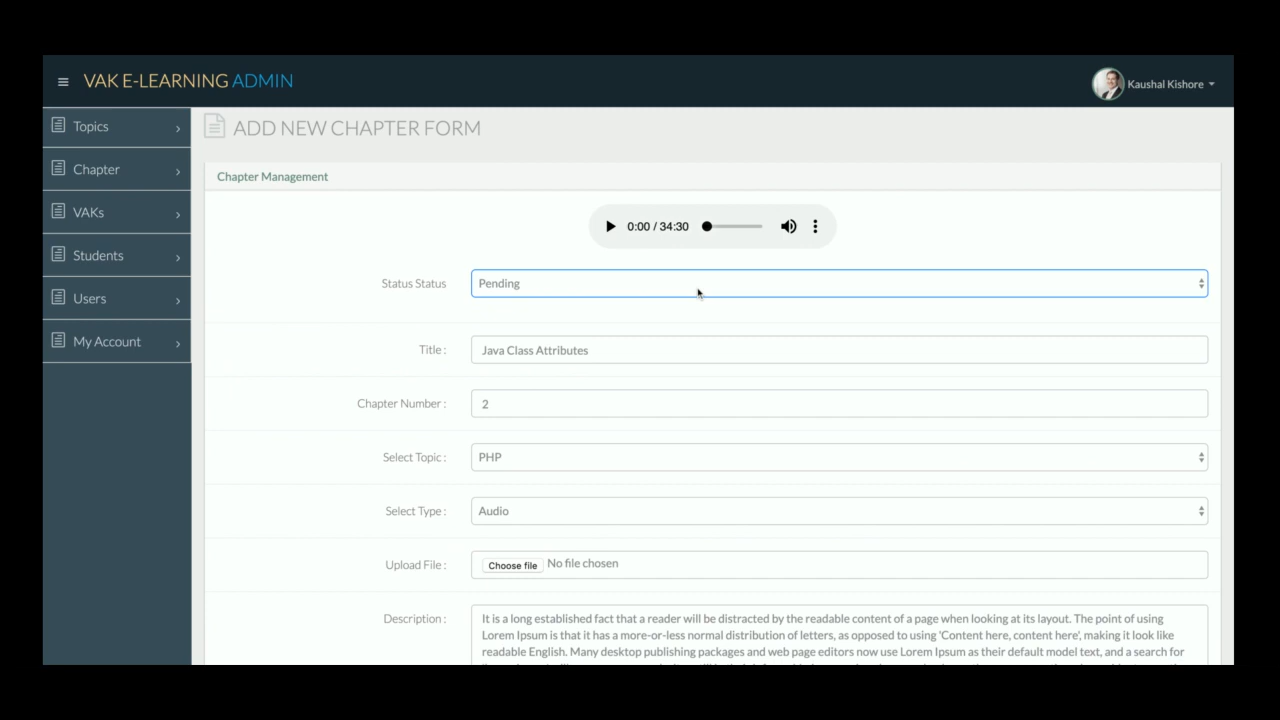 VAK E-LEARNING ADMIN
Kaushal Kishore
Topics
Chapter
VAKs
Students
Users
My Account
ADD NEW CHAPTER FORM
Chapter Management
0:00 / 34:30
Status Status
Pending
Title :
Java Class Attributes
Chapter Number :
2
Select Topic :
PHP
Select Type :
Audio
Upload File :
Choose file No file chosen
Description :
It is a long established fact that a reader will be distracted by the readable content of a page when looking at its layout. The point of using
Lorem Ipsum is that it has a more-or-less normal distribution of letters, as opposed to using 'Content here, content here', making it look like
readable English. Many desktop publishing packages and web page editors now use Lorem Ipsum as their default model text, and a search for